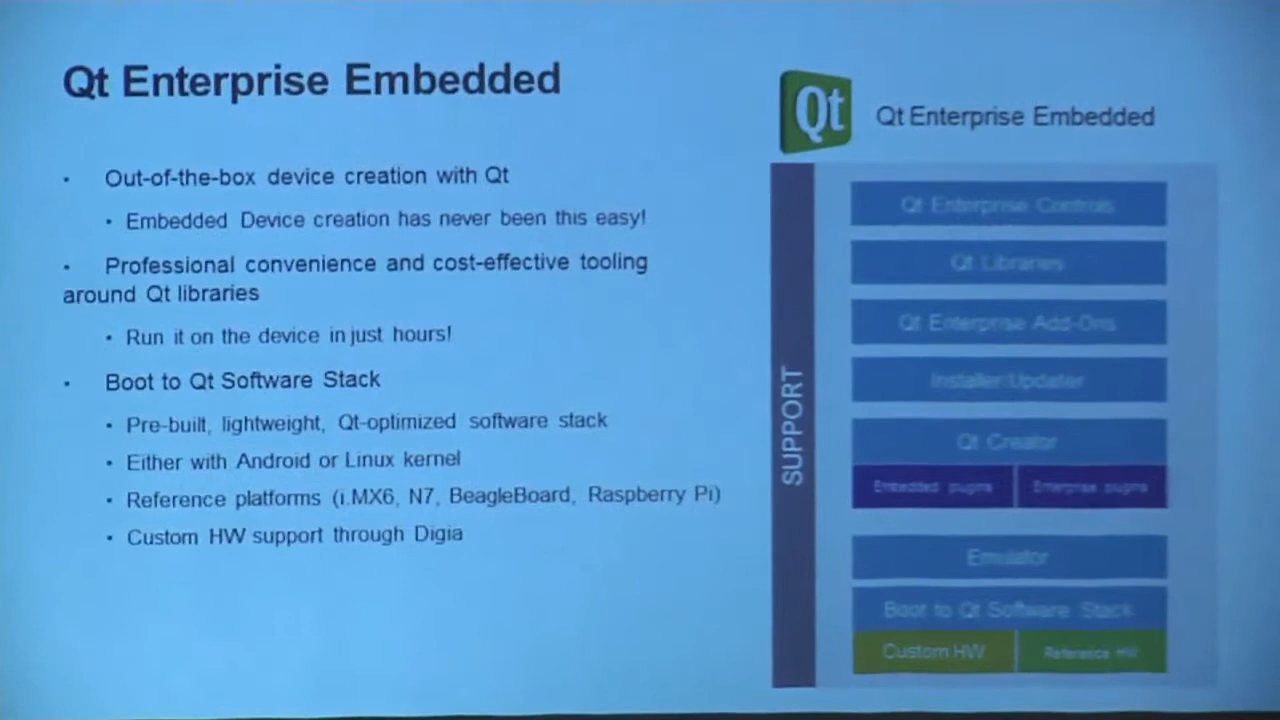 Qt Enterprise Embedded
• Out-of-the-box device creation with Qt
• Embedded Device creation has never been this easy!
• Professional convenience and cost-effective tooling
around Qt libraries
• Run it on the device in just hours!
• Boot to Qt Software Stack
• Pre-built, lightweight, Qt-optimized software stack
• Either with Android or Linux kernel
• Reference platforms (i.MX6, N7, BeagleBoard, Raspberry Pi)
• Custom HW support through Digia
Qt
Qt Enterprise Embedded
SUPPORT
Qt Enterprise Controls
Qt Libraries
Qt Enterprise Add-Ons
Installer/Updater
Qt Creator
Embedded plugins
Enterprise plugins
Emulator
Boot to Qt Software Stack
Custom HW
Reference HW